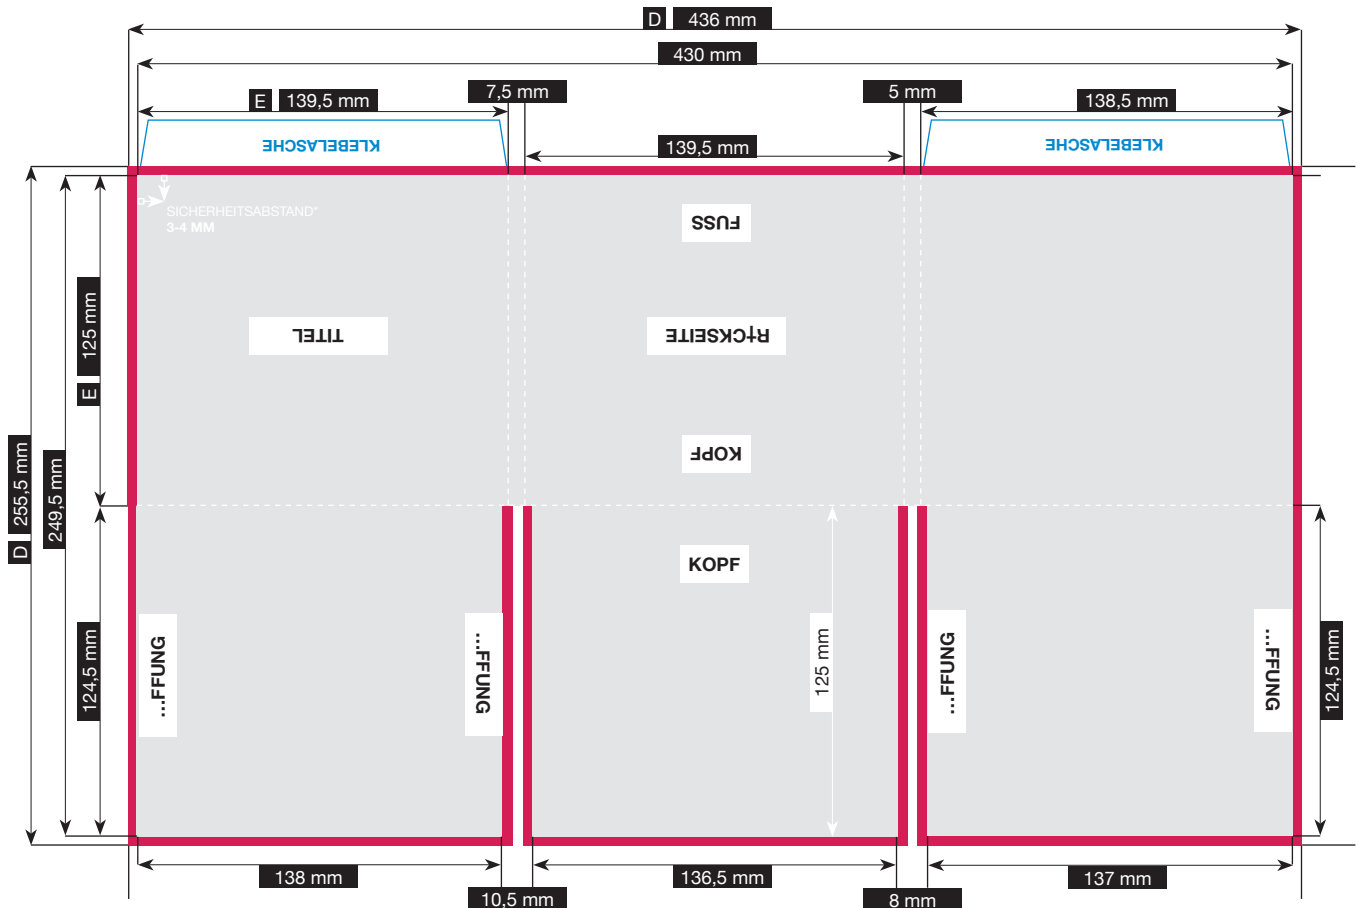 D 436 mm
430 mm
7,5 mm
5 mm
E 139,5 mm
138,5 mm
KLEBELASCHE
139,5 mm
KLEBELASCHE
SICHERHEITSABSTAND*
3-4 MM
FUSS
125 mm
E
TITEL
R†CKSEITE
KOPF
D 255,5 mm
249,5 mm
KOPF
124,5 mm
...FFUNG
...FFUNG
125 mm
...FFUNG
...FFUNG
124,5 mm
138 mm
136,5 mm
137 mm
10,5 mm
8 mm